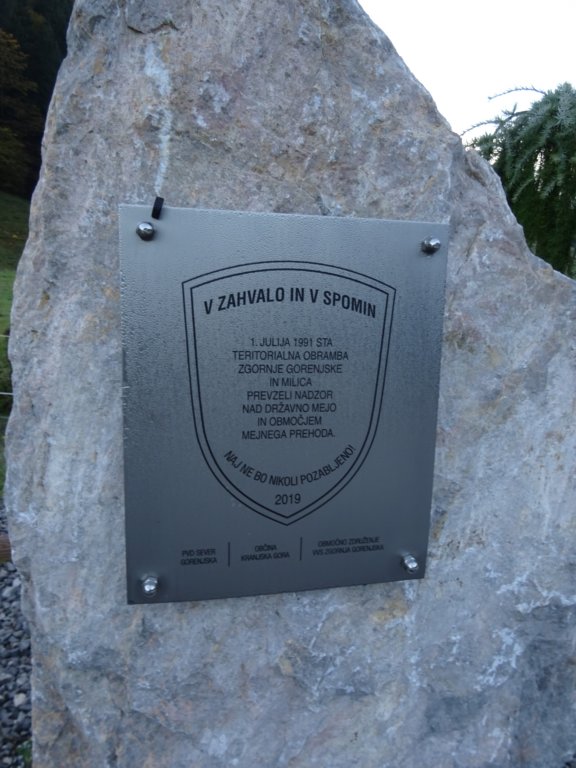 V ZAHVALO IN V SPOMIN
1. JULIJA 1991 STA
TERITORIALNA OBRAMBA
ZGORNJE GORENJSKE
IN MILICA
PREVZELI NADZOR
NAD DRŽAVNO MEJO
IN OBMOČJEM
MEJNEGA PREHODA.
NAJ NE BO NIKOLI POZABLJENO!
2019
PVD SEVER
GORENJSKA
OBČINA
KRANJSKA GORA
OBMOČNO ZDRUŽENJE
VVS ZGORNJA GORENJSKA